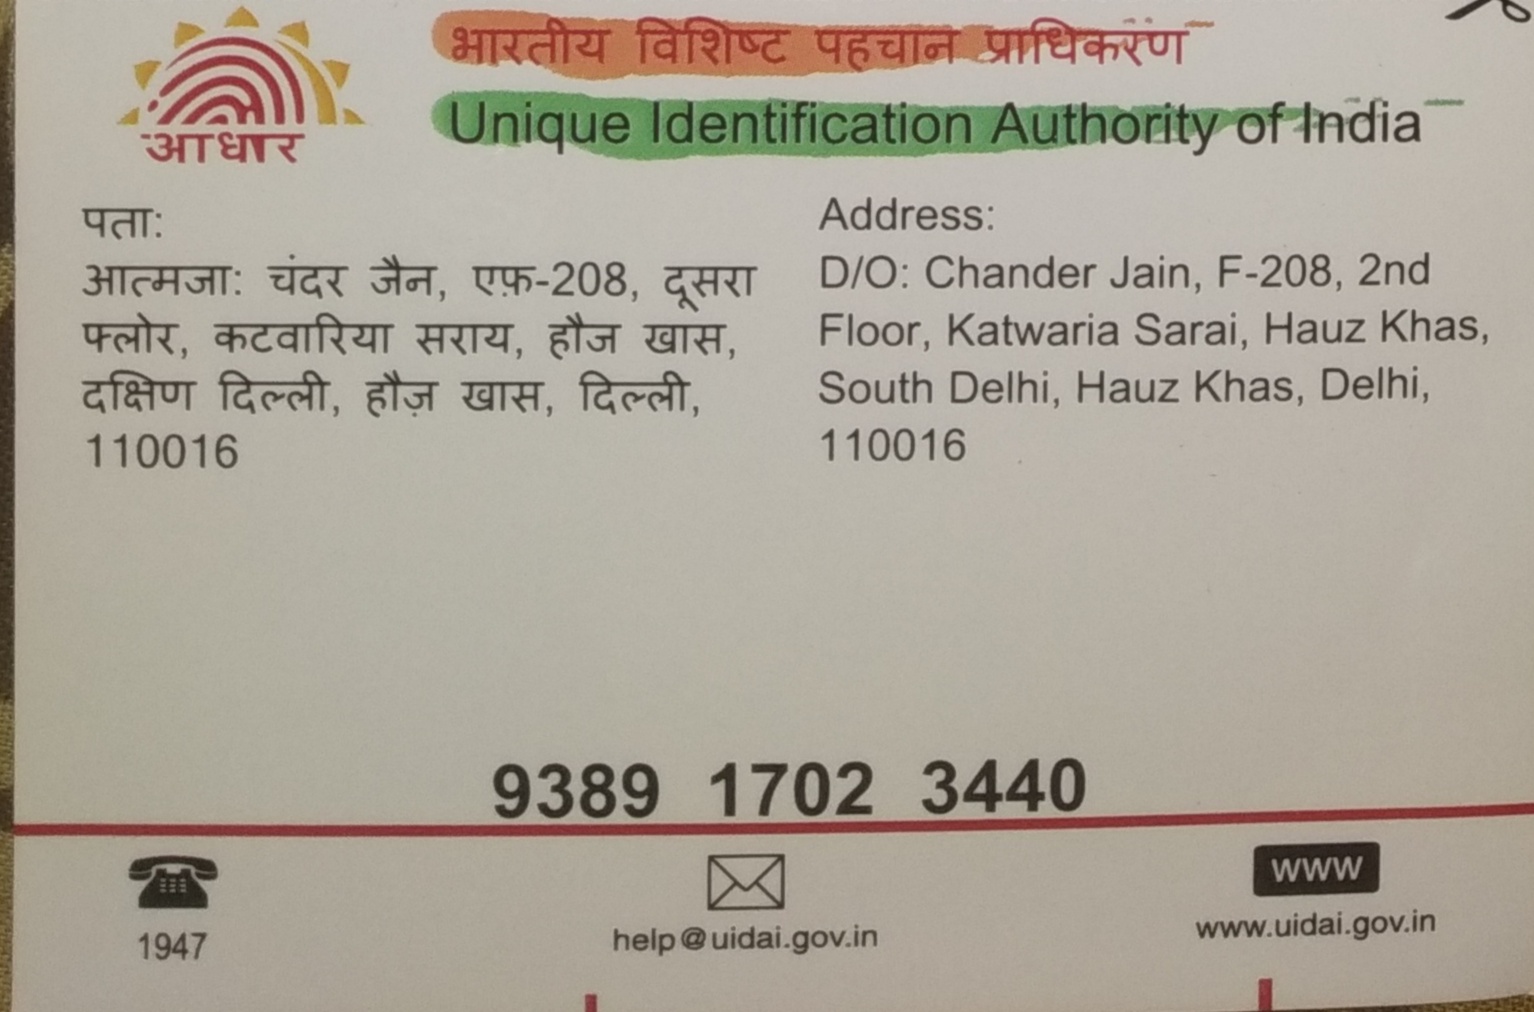 आधार
भारतीय विशिष्ट पहचान प्राधिकरण
Unique Identification Authority of India
पता:
आत्मजा: चंदर जैन, एफ़-208, दूसरा
फ्लोर, कटवारिया सराय, हौज खास,
दक्षिण दिल्ली, हौज़ खास, दिल्ली,
110016
Address:
D/O: Chander Jain, F-208, 2nd
Floor, Katwaria Sarai, Hauz Khas,
South Delhi, Hauz Khas, Delhi,
110016
9389 1702 3440
1947
help@uidai.gov.in
www
www.uidai.gov.in